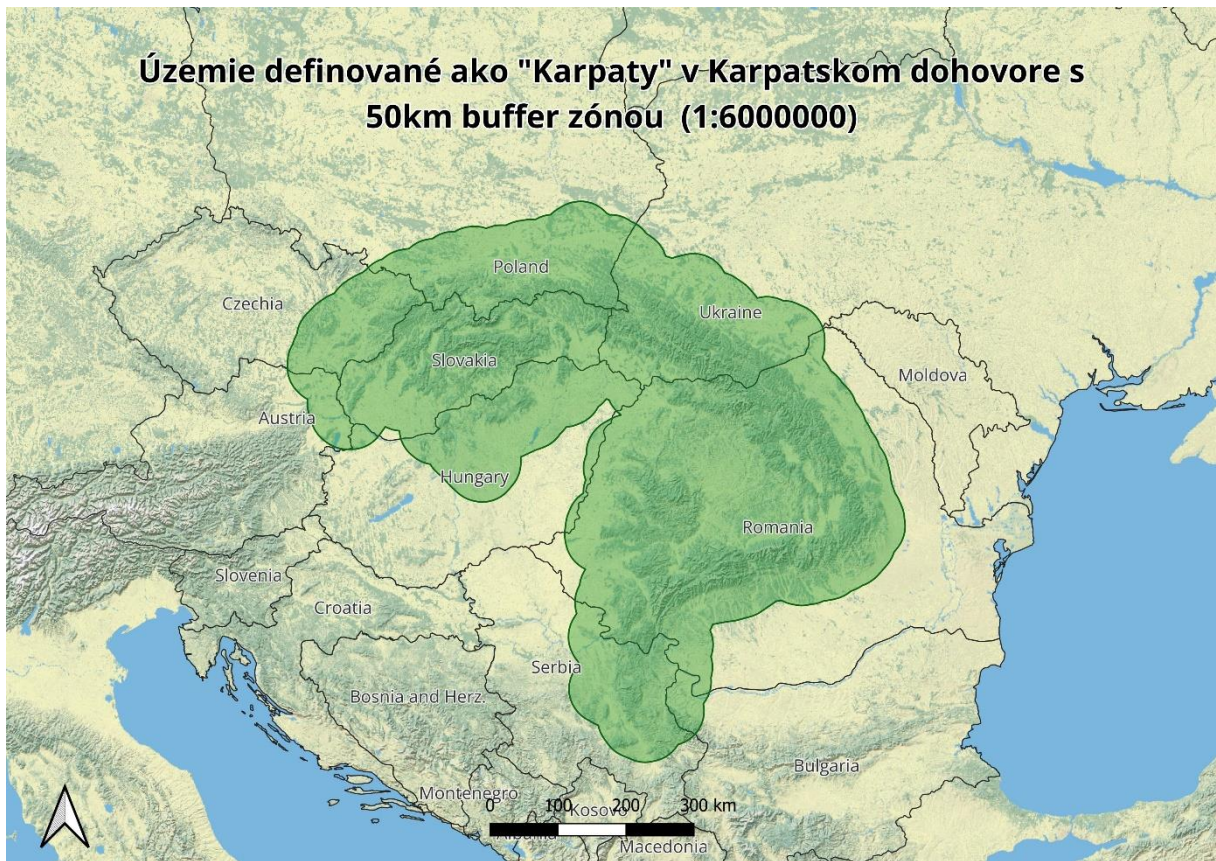 Územie definované ako "Karpaty" v Karpatskom dohovore s
50km buffer zónou (1:6000000)
Poland
Czechia
Ukraine
Slovakia
Moldova
Austria
Hungary
Romania
Slovenia
Croatia
Serbia
Bosnia and Herz.
Bulgaria
Montenegro
0 100 200 300 km
Kosovo
Albania
Macedonia